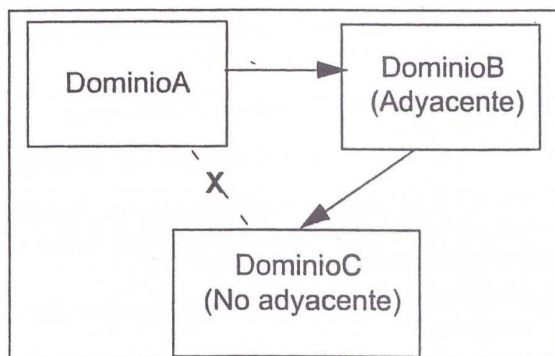 DominioA
DominioB
(Adyacente)
X
DominioC
(No adyacente)